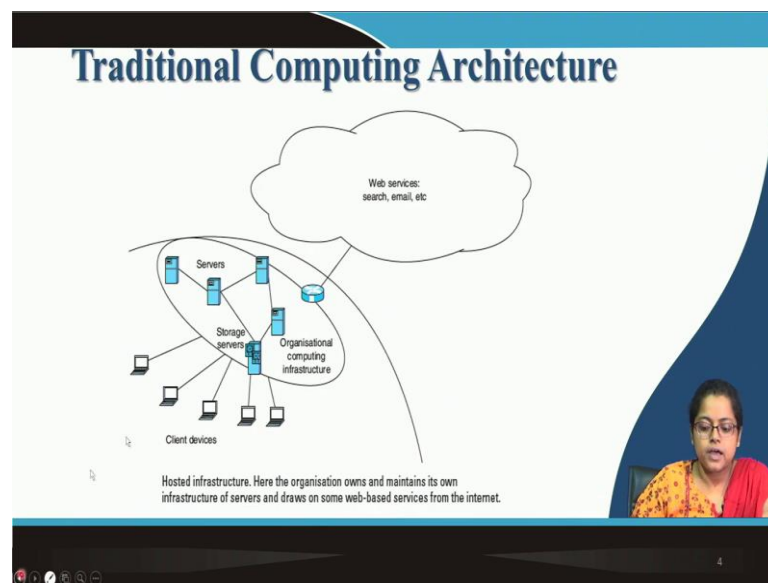 Traditional Computing Architecture
Web services:
search, email, etc
Servers
Storage
servers
Organisational
computing
infrastructure
Client devices
Hosted infrastructure. Here the organisation owns and maintains its own
infrastructure of servers and draws on some web-based services from the internet.
4